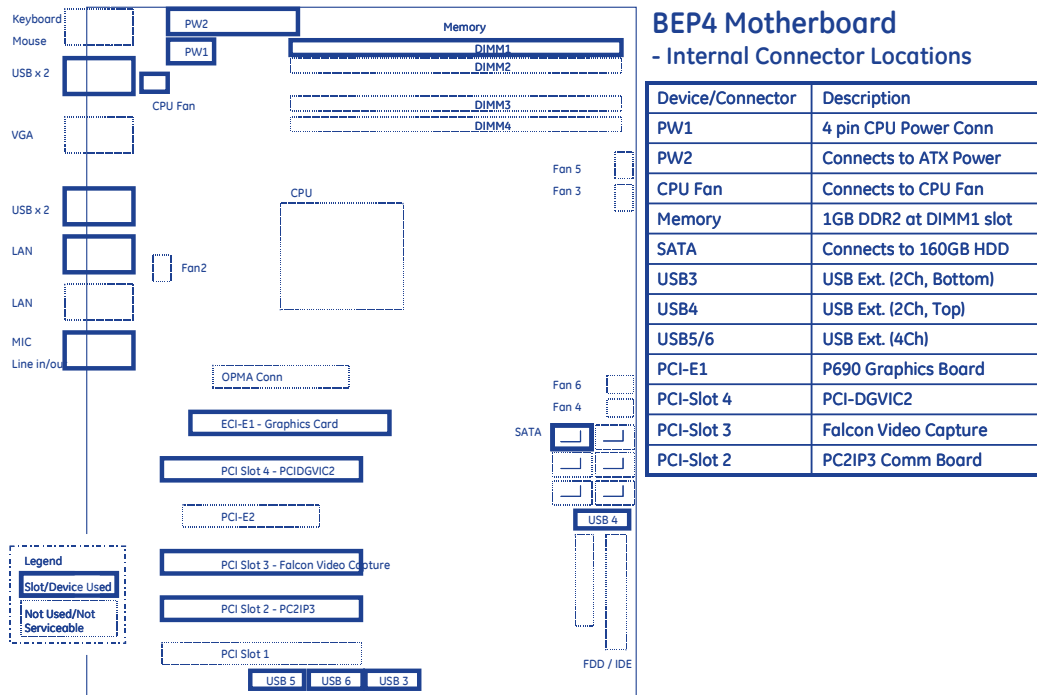 Keyboard
Mouse
USB x 2
VGA
USB x 2
LAN
LAN
MIC
Line in/ou
PW2
PW1
CPU Fan
Memory
DIMM1
DIMM2
DIMM3
DIMM4
Fan 5
Fan 3
CPU
Fan2
OPMA Conn
Fan 6
Fan 4
ECI-E1 - Graphics Card
SATA
PCI Slot 4 - PCIDGVIC2
PCI-E2
USB 4
PCI Slot 3 - Falcon Video Capture
PCI Slot 2 - PC2IP3
PCI Slot 1
FDD / IDE
USB 5
USB 6
USB 3
Legend
Slot/Device Used
Not Used/Not
Serviceable
BEP4 Motherboard
- Internal Connector Locations
Device/Connector Description
PW1 4 pin CPU Power Conn
PW2 Connects to ATX Power
CPU Fan Connects to CPU Fan
Memory 1GB DDR2 at DIMM1 slot
SATA Connects to 160GB HDD
USB3 USB Ext. (2Ch, Bottom)
USB4 USB Ext. (2Ch, Top)
USB5/6 USB Ext. (4Ch)
PCI-E1 P690 Graphics Board
PCI-Slot 4 PCI-DGVIC2
PCI-Slot 3 Falcon Video Capture
PCI-Slot 2 PC2IP3 Comm Board